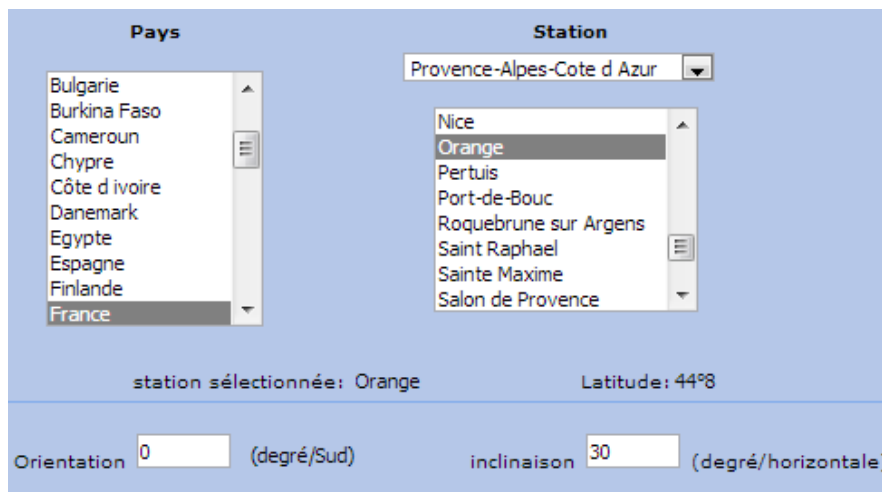 Pays
Station
Provence-Alpes-Cote d Azur
Bulgarie
Burkina Faso
Cameroun
Chypre
Côte d ivoire
Danemark
Egypte
Espagne
Finlande
France
Nice
Orange
Pertuis
Port-de-Bouc
Roquebrune sur Argens
Saint Raphael
Sainte Maxime
Salon de Provence
station sélectionnée: Orange
Latitude: 44°8
Orientation 0 (degré/Sud)
inclinaison 30 (degré/horizontale)